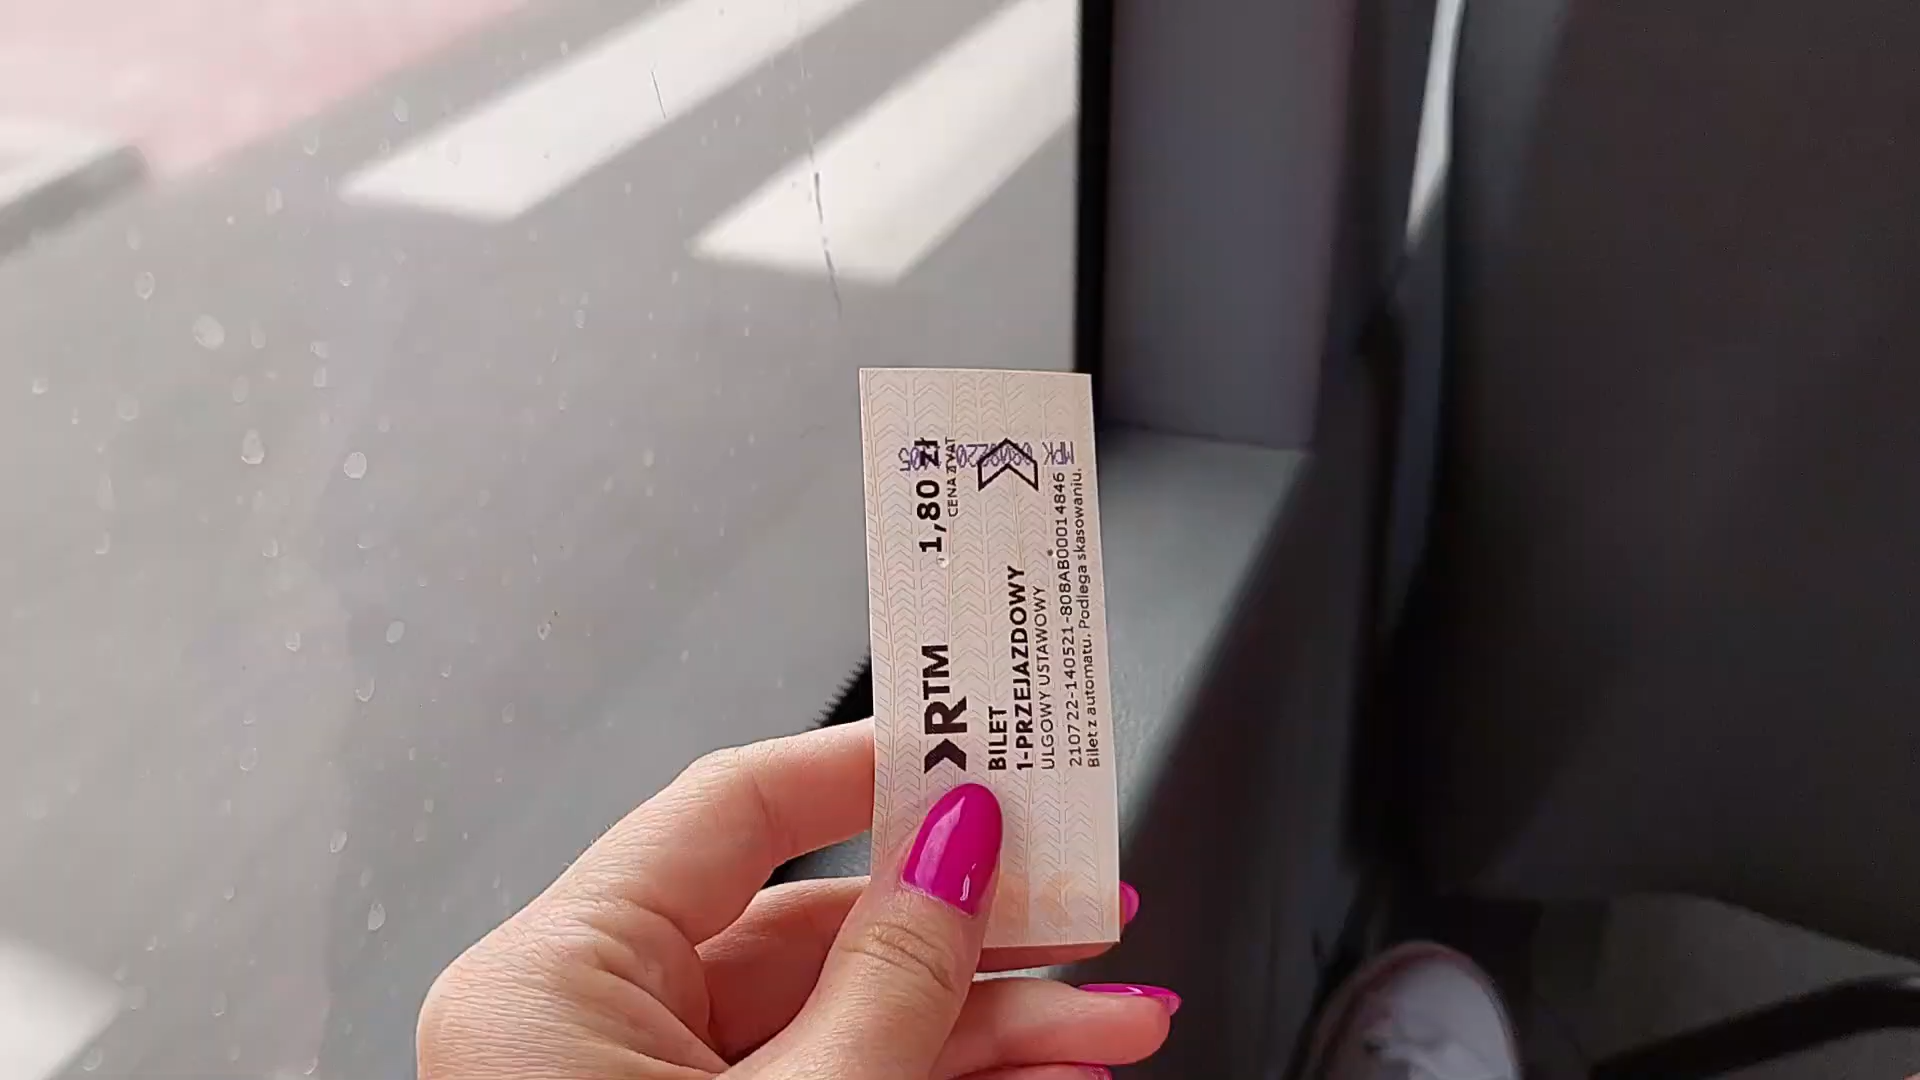 RTM 1,80 zł
CENA Z VAT
BILET
1-PRZEJAZDOWY
ULGOWY USTAWOWY
210722-140521-808AB00014846
Bilet z automatu. Podlega skasowaniu.
MPK